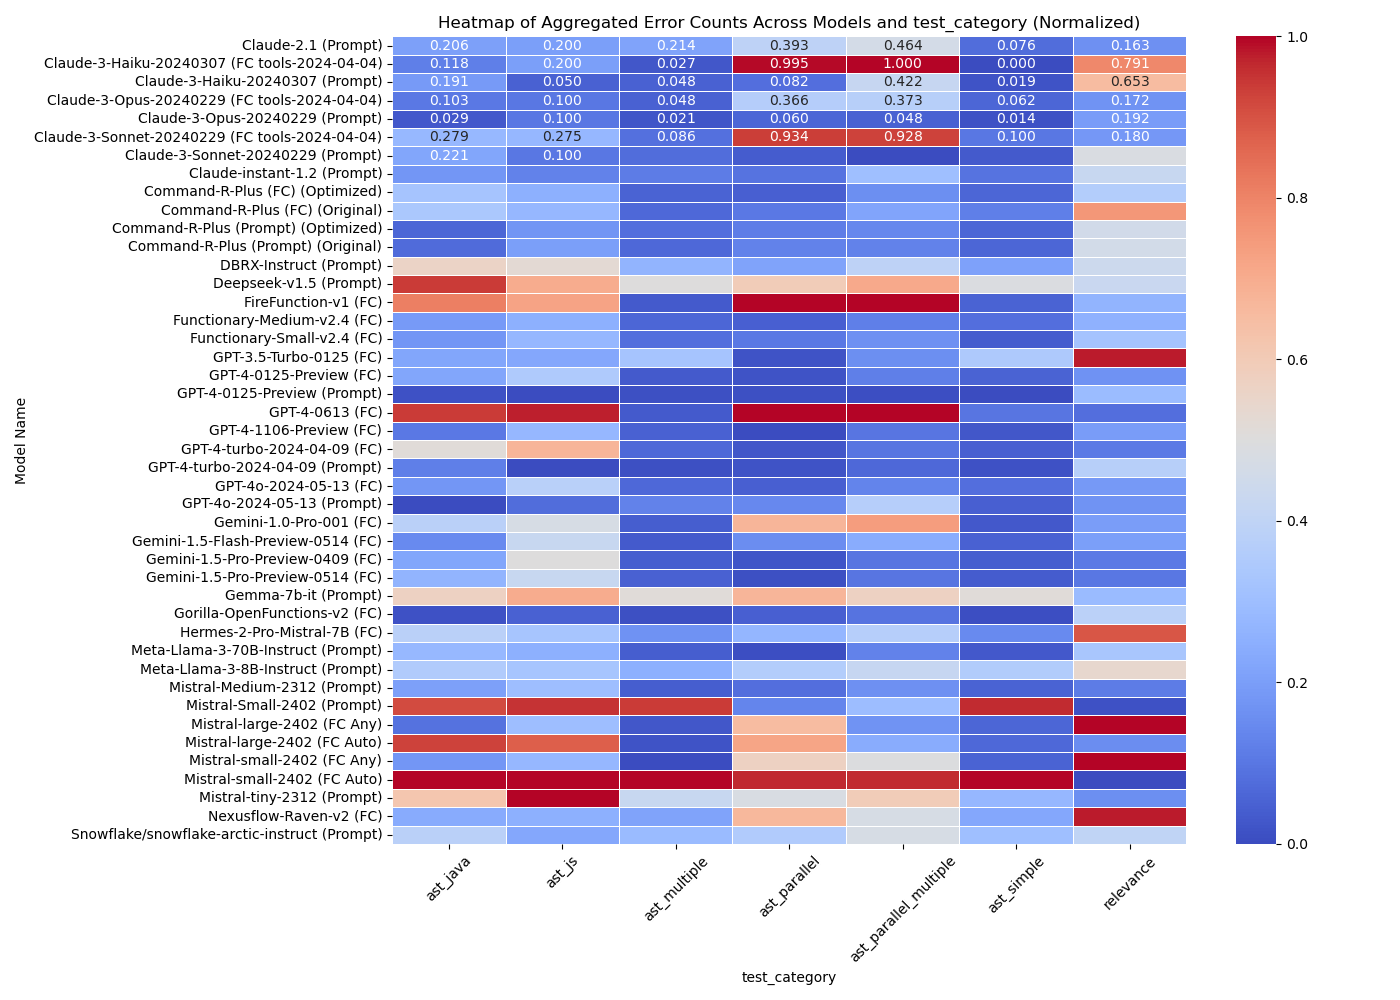 Heatmap of Aggregated Error Counts Across Models and test_category (Normalized)
Claude-2.1 (Prompt) 0.206 0.200 0.214 0.393 0.464 0.076 0.163
Claude-3-Haiku-20240307 (FC tools-2024-04-04) 0.118 0.200 0.027 0.995 1.000 0.000 0.791
Claude-3-Haiku-20240307 (Prompt) 0.191 0.050 0.048 0.082 0.422 0.019 0.653
Claude-3-Opus-20240229 (FC tools-2024-04-04) 0.103 0.100 0.048 0.366 0.373 0.062 0.172
Claude-3-Opus-20240229 (Prompt) 0.029 0.100 0.021 0.060 0.048 0.014 0.192
Claude-3-Sonnet-20240229 (FC tools-2024-04-04) 0.279 0.275 0.086 0.934 0.928 0.100 0.180
Claude-3-Sonnet-20240229 (Prompt) 0.221 0.100
Claude-instant-1.2 (Prompt)
Command-R-Plus (FC) (Optimized)
Command-R-Plus (FC) (Original)
Command-R-Plus (Prompt) (Optimized)
Command-R-Plus (Prompt) (Original)
DBRX-Instruct (Prompt)
Deepseek-v1.5 (Prompt)
FireFunction-v1 (FC)
Functionary-Medium-v2.4 (FC)
Functionary-Small-v2.4 (FC)
GPT-3.5-Turbo-0125 (FC)
GPT-4-0125-Preview (FC)
GPT-4-0125-Preview (Prompt)
GPT-4-0613 (FC)
GPT-4-1106-Preview (FC)
GPT-4-turbo-2024-04-09 (FC)
GPT-4-turbo-2024-04-09 (Prompt)
GPT-4o-2024-05-13 (FC)
GPT-4o-2024-05-13 (Prompt)
Gemini-1.0-Pro-001 (FC)
Gemini-1.5-Flash-Preview-0514 (FC)
Gemini-1.5-Pro-Preview-0409 (FC)
Gemini-1.5-Pro-Preview-0514 (FC)
Gemma-7b-it (Prompt)
Gorilla-OpenFunctions-v2 (FC)
Hermes-2-Pro-Mistral-7B (FC)
Meta-Llama-3-70B-Instruct (Prompt)
Meta-Llama-3-8B-Instruct (Prompt)
Mistral-Medium-2312 (Prompt)
Mistral-Small-2402 (Prompt)
Mistral-large-2402 (FC Any)
Mistral-large-2402 (FC Auto)
Mistral-small-2402 (FC Any)
Mistral-small-2402 (FC Auto)
Mistral-tiny-2312 (Prompt)
Nexusflow-Raven-v2 (FC)
Snowflake/snowflake-arctic-instruct (Prompt)
Model Name
ast_java ast_js ast_multiple ast_parallel ast_parallel_multiple ast_simple relevance
test_category
1.0
0.8
0.6
0.4
0.2
0.0